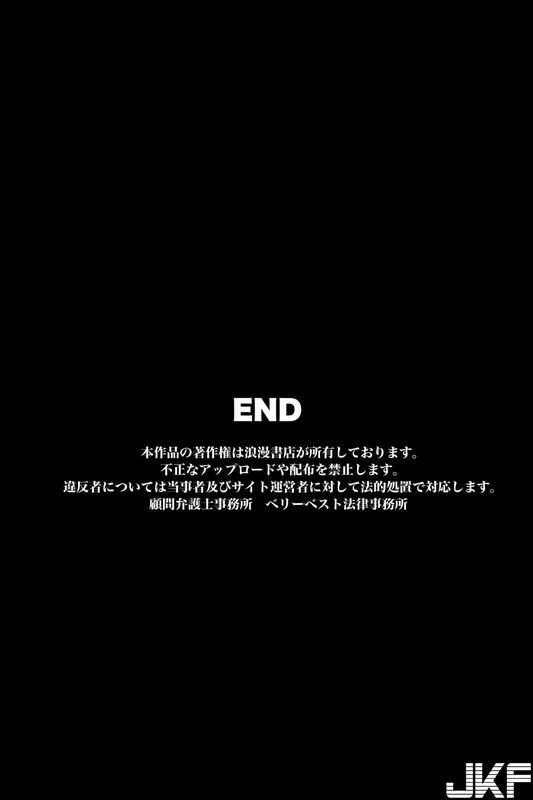 END
本作品の著作権は浪漫書店が所有しております。
不正なアップロードや配布を禁止します。
違反者については当事者及びサイト運営者に対して法的処置で対応します。
顧問弁護士事務所　ベリーベスト法律事務所
JKF